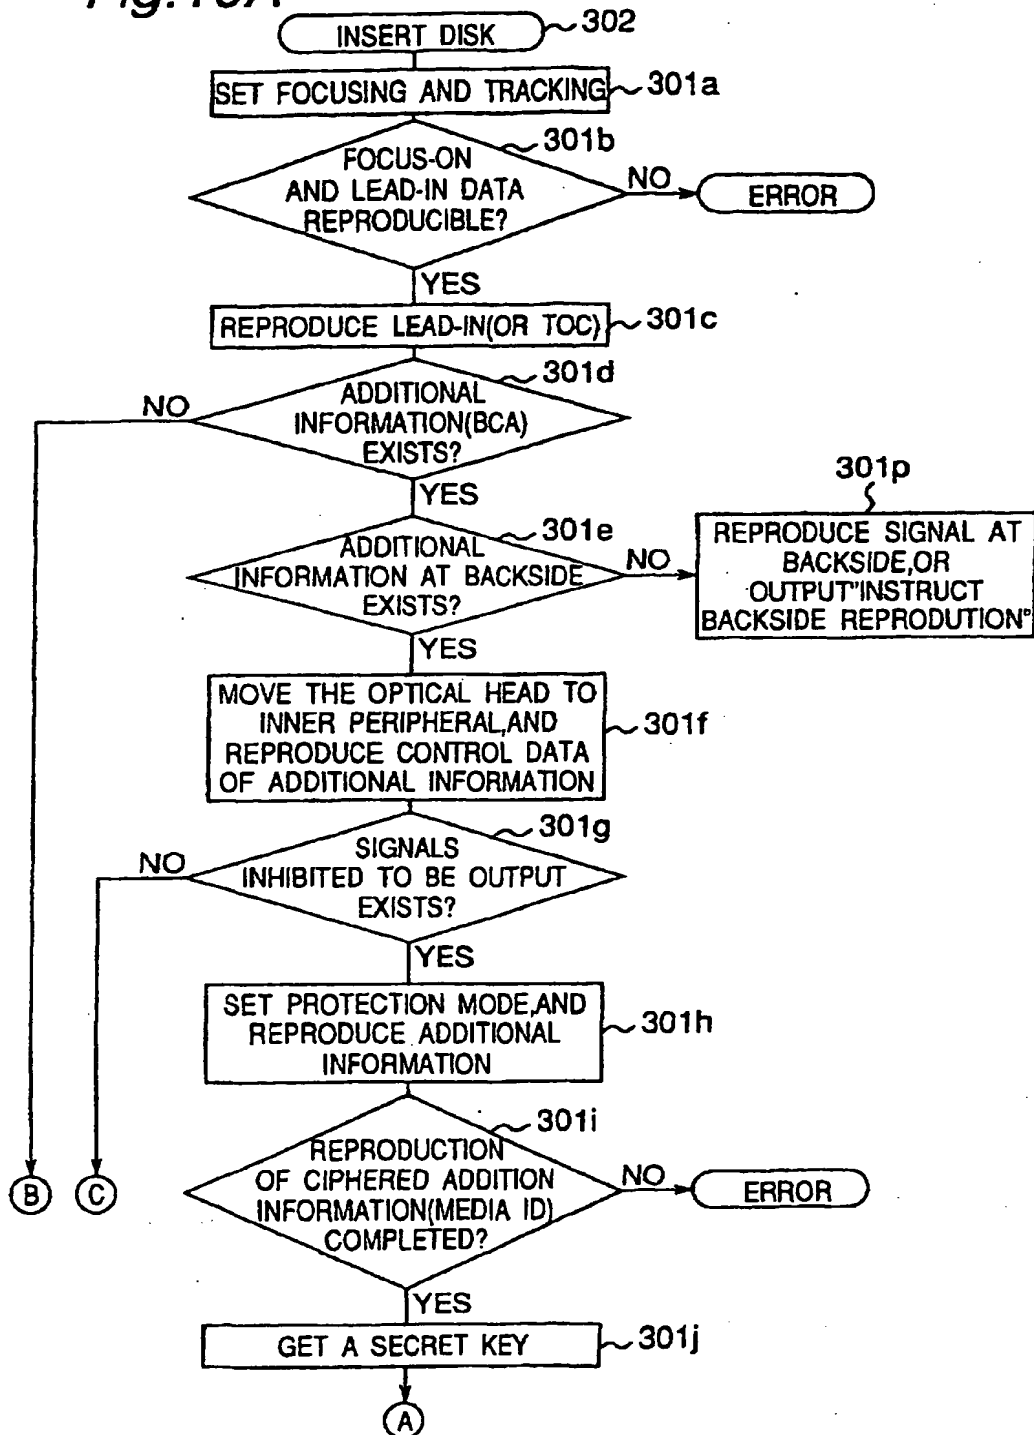 INSERT DISK
302
SET FOCUSING AND TRACKING
301a
301b
FOCUS-ON
AND LEAD-IN DATA
REPRODUCIBLE?
NO
ERROR
YES
REPRODUCE LEAD-IN(OR TOC)
301c
301d
ADDITIONAL
INFORMATION(BCA)
EXISTS?
NO
YES
301e
ADDITIONAL
INFORMATION AT BACKSIDE
EXISTS?
NO
301p
REPRODUCE SIGNAL AT
BACKSIDE,OR
OUTPUT"INSTRUCT
BACKSIDE REPRODUTION"
YES
MOVE THE OPTICAL HEAD TO
INNER PERIPHERAL,AND
REPRODUCE CONTROL DATA
OF ADDITIONAL INFORMATION
301f
301g
SIGNALS
INHIBITED TO BE OUTPUT
EXISTS?
NO
YES
SET PROTECTION MODE,AND
REPRODUCE ADDITIONAL
INFORMATION
301h
301i
REPRODUCTION
OF CIPHERED ADDITION
INFORMATION(MEDIA ID)
COMPLETED?
NO
ERROR
B
C
YES
GET A SECRET KEY
301j
A